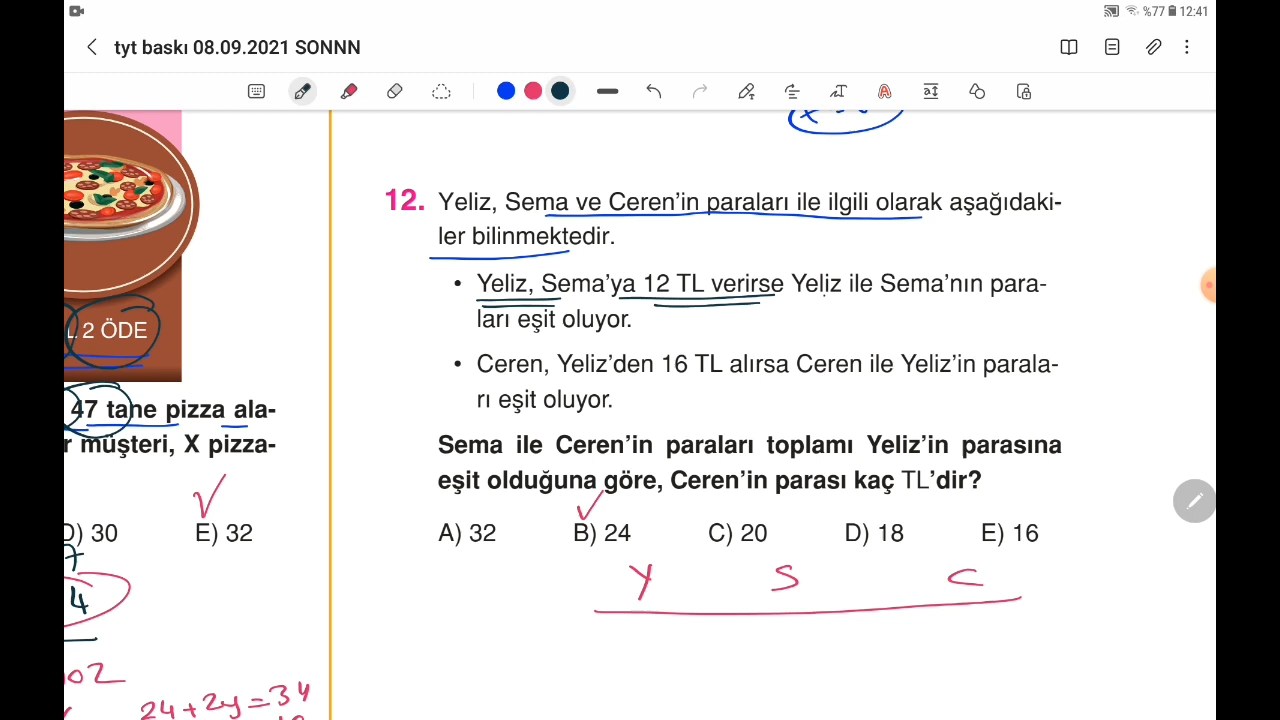 %77 12:41
tyt baskı 08.09.2021 SONNN
2 ÖDE
47 tane pizza ala-
müşteri, X pizza-
D) 30 E) 32
4
24+2y=34
12. Yeliz, Sema ve Ceren’in paraları ile ilgili olarak aşağıdaki-
ler bilinmektedir.
• Yeliz, Sema’ya 12 TL verirse Yeliz ile Sema’nın para-
ları eşit oluyor.
• Ceren, Yeliz’den 16 TL alırsa Ceren ile Yeliz’in parala-
rı eşit oluyor.
Sema ile Ceren’in paraları toplamı Yeliz’in parasına
eşit olduğuna göre, Ceren’in parası kaç TL’dir?
A) 32 B) 24 C) 20 D) 18 E) 16
Y S C